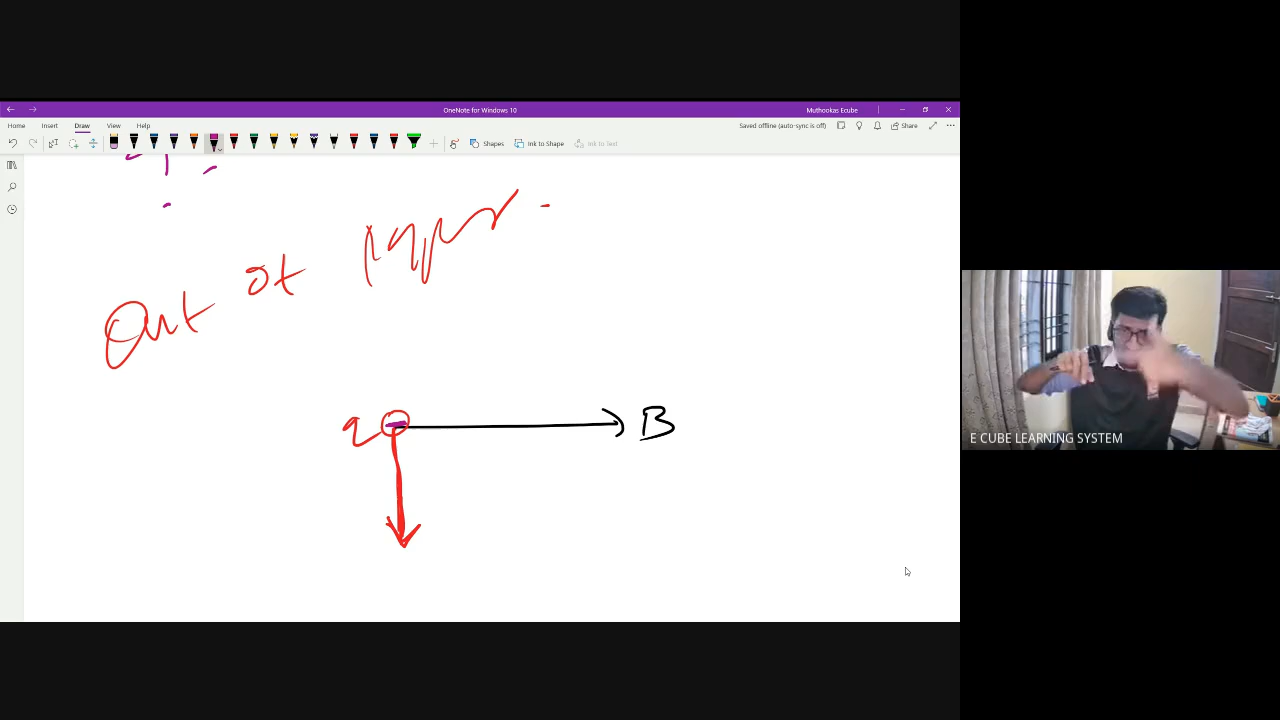 OneNote for Windows 10
Muthookas Ecube
Home Insert Draw View Help
Saved offline (auto-sync is off)
Share
Shapes
Ink to Shape
Ink to Text
Out of
q
B
E CUBE LEARNING SYSTEM